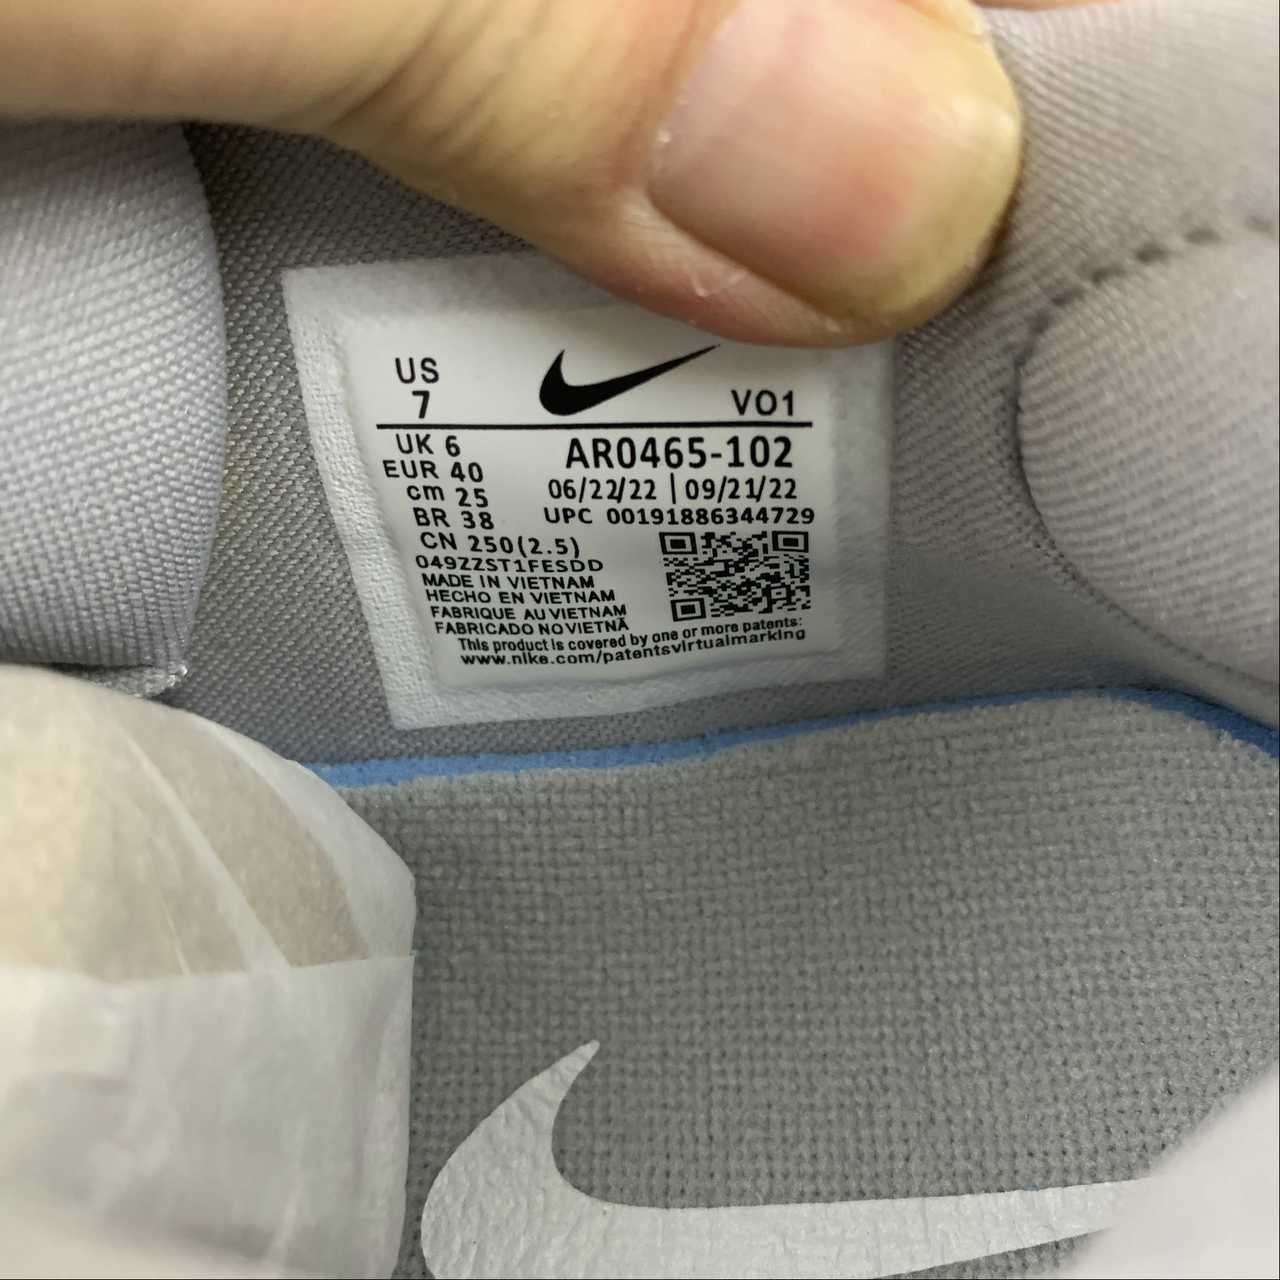 US
7
VO1
UK 6
EUR 40
cm 25
BR 38
CN 250(2.5)
AR0465-102
06/22/22 | 09/21/22
UPC 00191886344729
049ZZST1FESDD
MADE IN VIETNAM
HECHO EN VIETNAM
FABRIQUE AU VIETNAM
FABRICADO NO VIETNÃ
This product is covered by one or more patents:
www.nike.com/patentsvirtualmarking